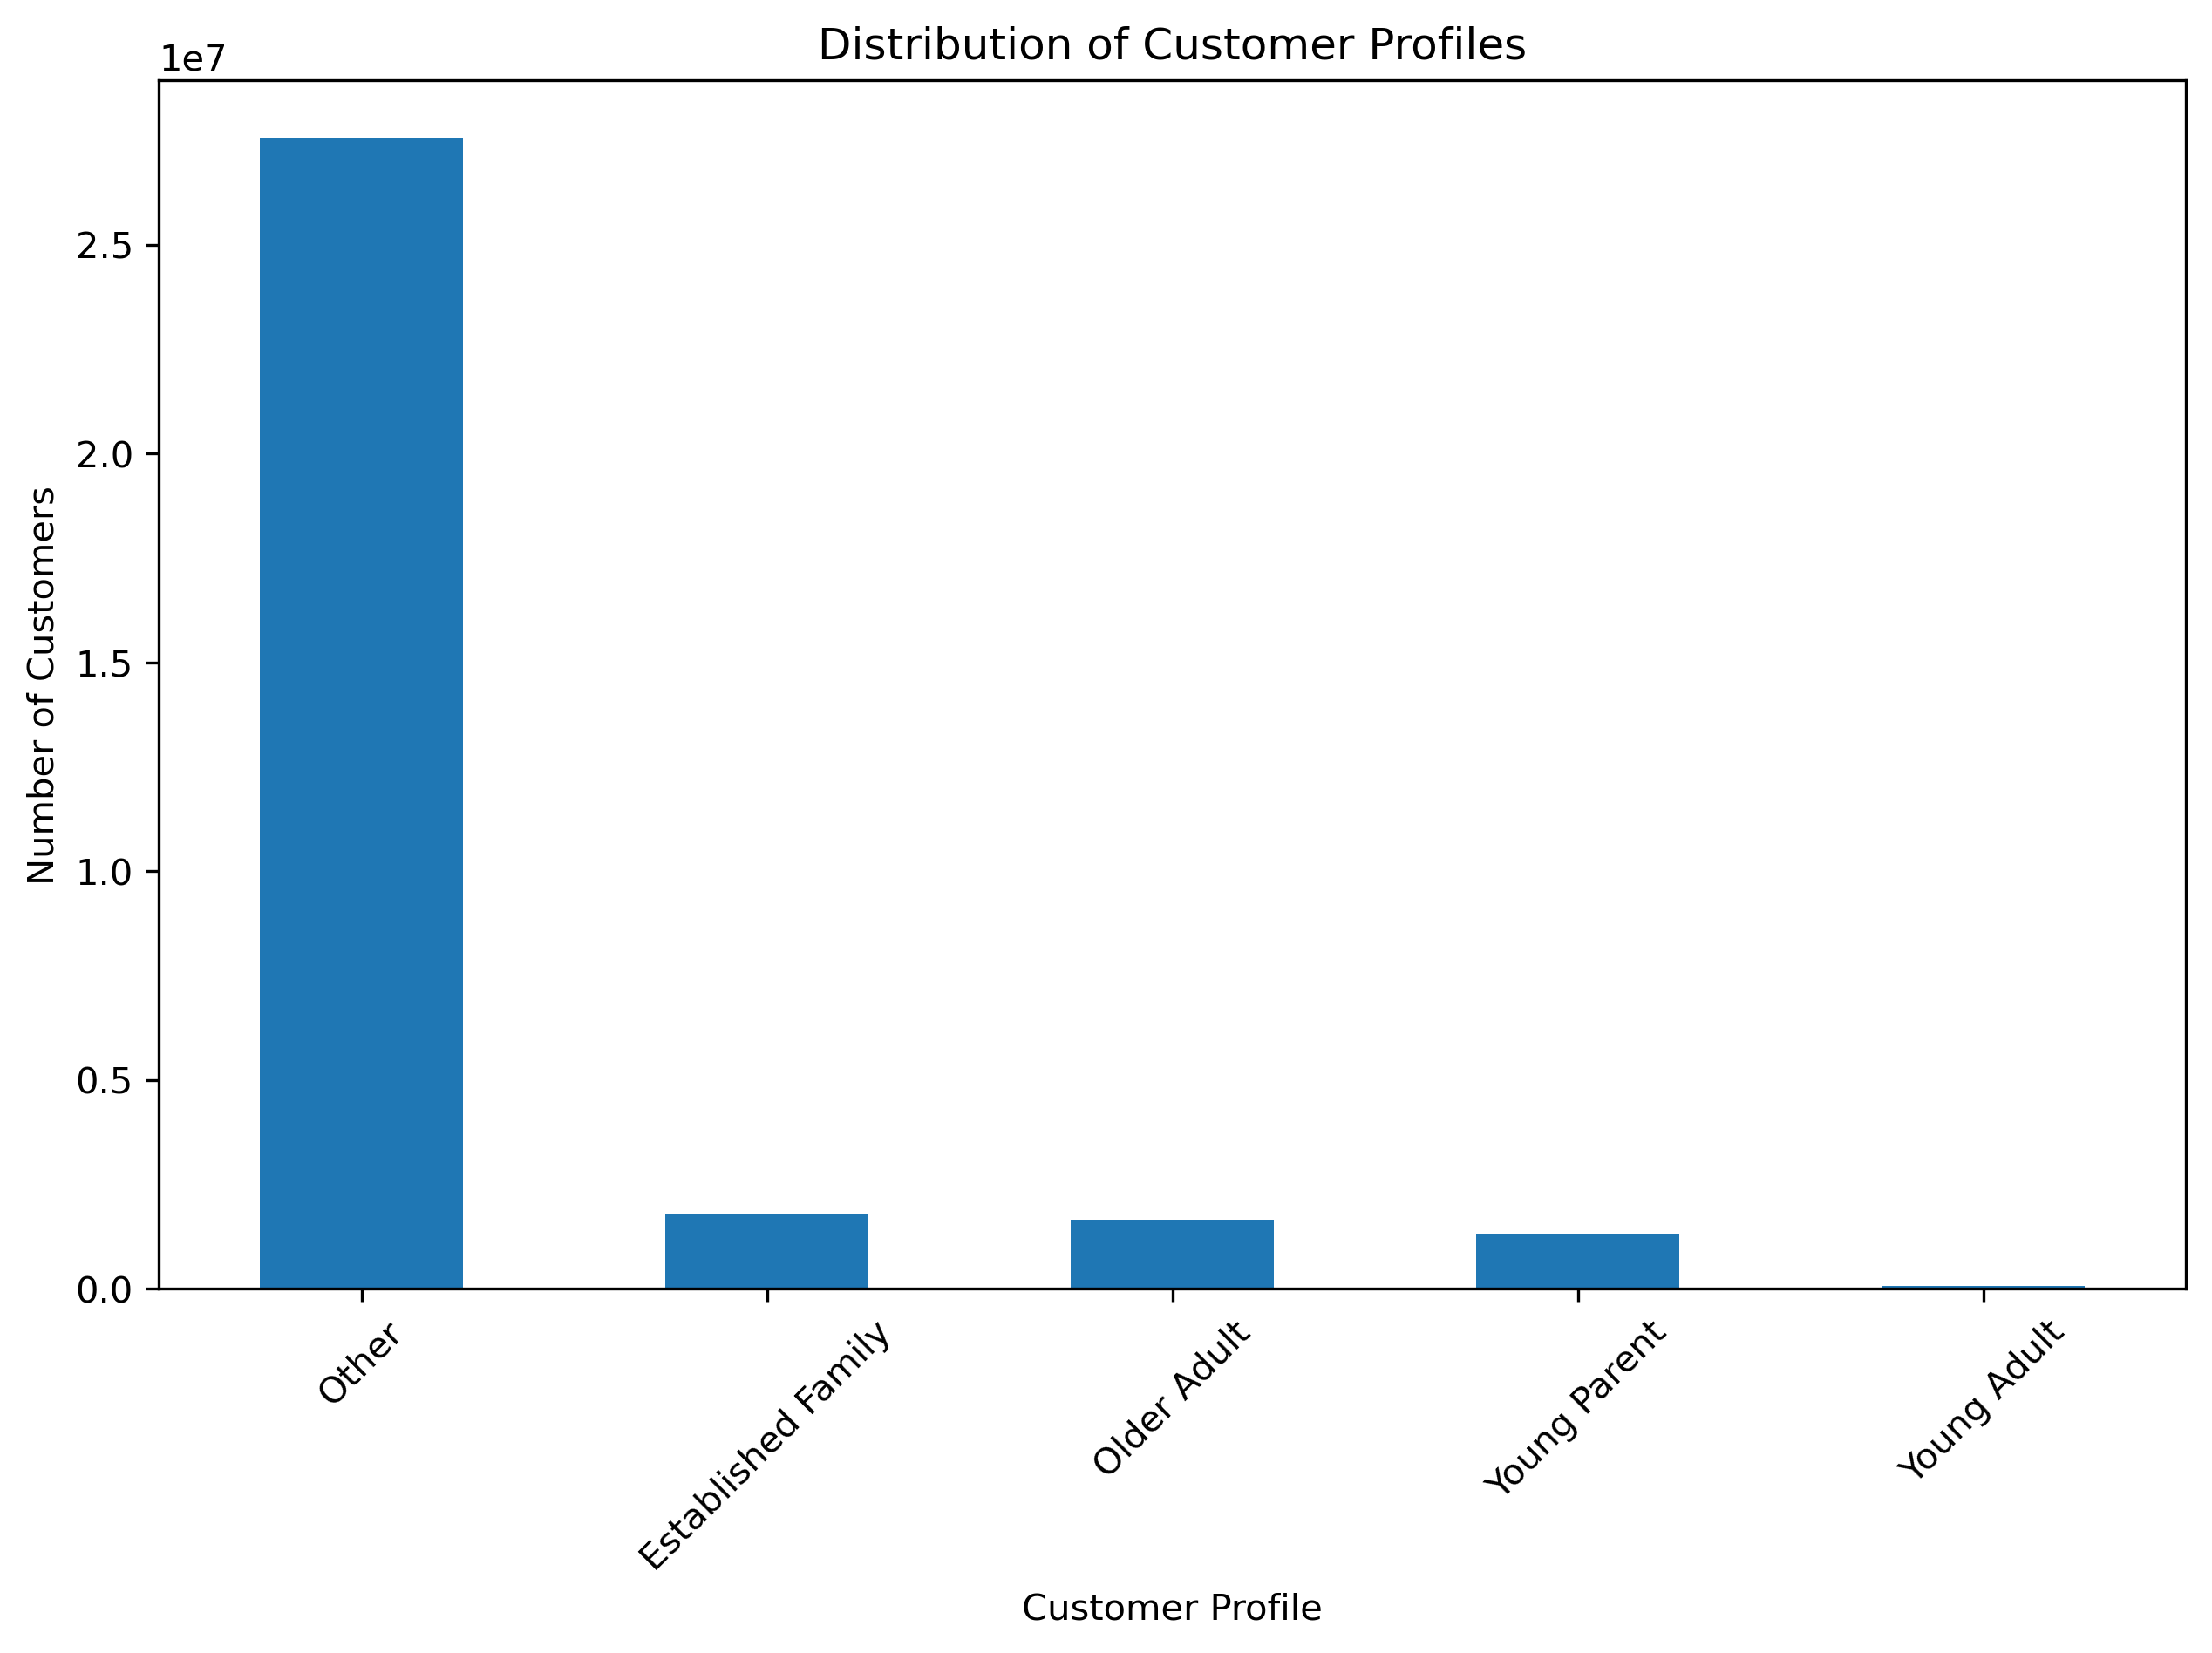 Distribution of Customer Profiles
1e7
2.5
2.0
1.5
1.0
0.5
0.0
Number of Customers
Other
Established Family
Older Adult
Young Parent
Young Adult
Customer Profile